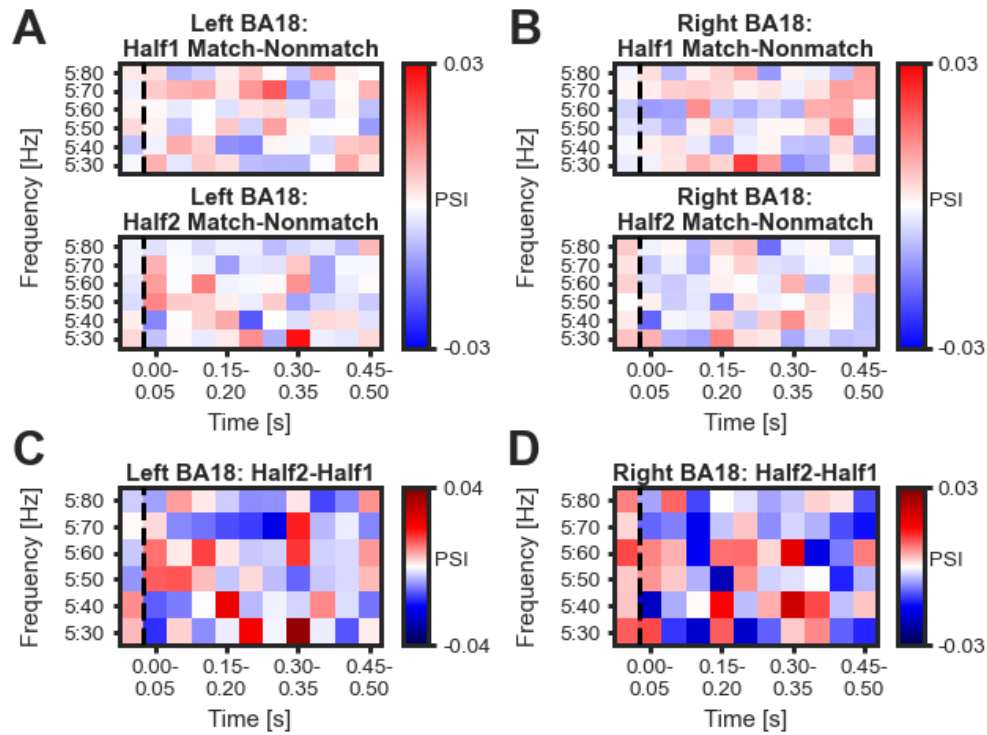 A
Left BA18:
Half1 Match-Nonmatch
5:80
5:70
5:60
5:50
5:40
5:30
Left BA18:
Half2 Match-Nonmatch
5:80
5:70
5:60
5:50
5:40
5:30
Frequency [Hz]
0.00-
0.05
0.15-
0.20
0.30-
0.35
0.45-
0.50
Time [s]
0.03
PSI
-0.03
B
Right BA18:
Half1 Match-Nonmatch
5:80
5:70
5:60
5:50
5:40
5:30
Right BA18:
Half2 Match-Nonmatch
5:80
5:70
5:60
5:50
5:40
5:30
Frequency [Hz]
0.00-
0.05
0.15-
0.20
0.30-
0.35
0.45-
0.50
Time [s]
0.03
PSI
-0.03
C
Left BA18: Half2-Half1
5:80
5:70
5:60
5:50
5:40
5:30
Frequency [Hz]
0.00-
0.05
0.15-
0.20
0.30-
0.35
0.45-
0.50
Time [s]
0.04
PSI
-0.04
D
Right BA18: Half2-Half1
5:80
5:70
5:60
5:50
5:40
5:30
Frequency [Hz]
0.00-
0.05
0.15-
0.20
0.30-
0.35
0.45-
0.50
Time [s]
0.03
PSI
-0.03